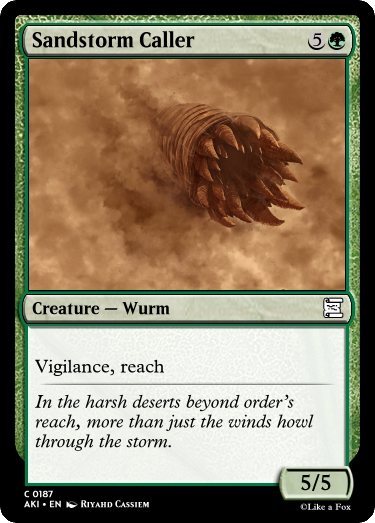 Sandstorm Caller 5
Creature — Wurm
Vigilance, reach
In the harsh deserts beyond order's
reach, more than just the winds howl
through the storm.
5/5
C 0187
AKI • EN Riyahd Cassiem
©Like a Fox